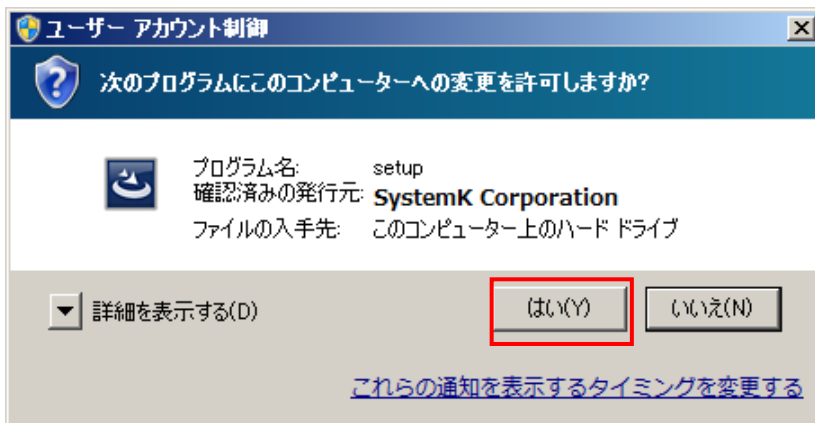 ユーザー アカウント制御
次のプログラムにこのコンピューターへの変更を許可しますか?
プログラム名: setup
確認済みの発行元: SystemK Corporation
ファイルの入手先: このコンピューター上のハード ドライブ
詳細を表示する(D) はい(Y) いいえ(N)
これらの通知を表示するタイミングを変更する